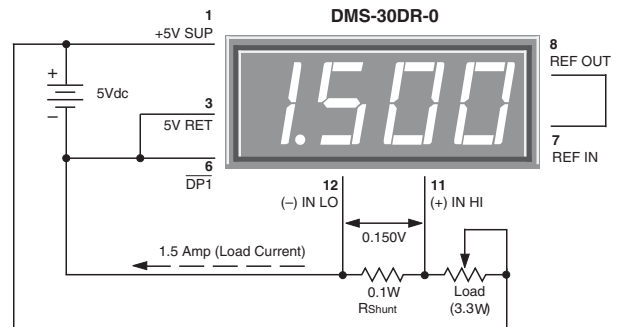 DMS-30DR-0
1
+5V SUP
8
REF OUT
+
5Vdc
−
1.500
3
5V RET
7
REF IN
6
DP1
12
(–) IN LO
11
(+) IN HI
0.150V
1.5 Amp (Load Current)
0.1W
RShunt
Load
(3.3W)